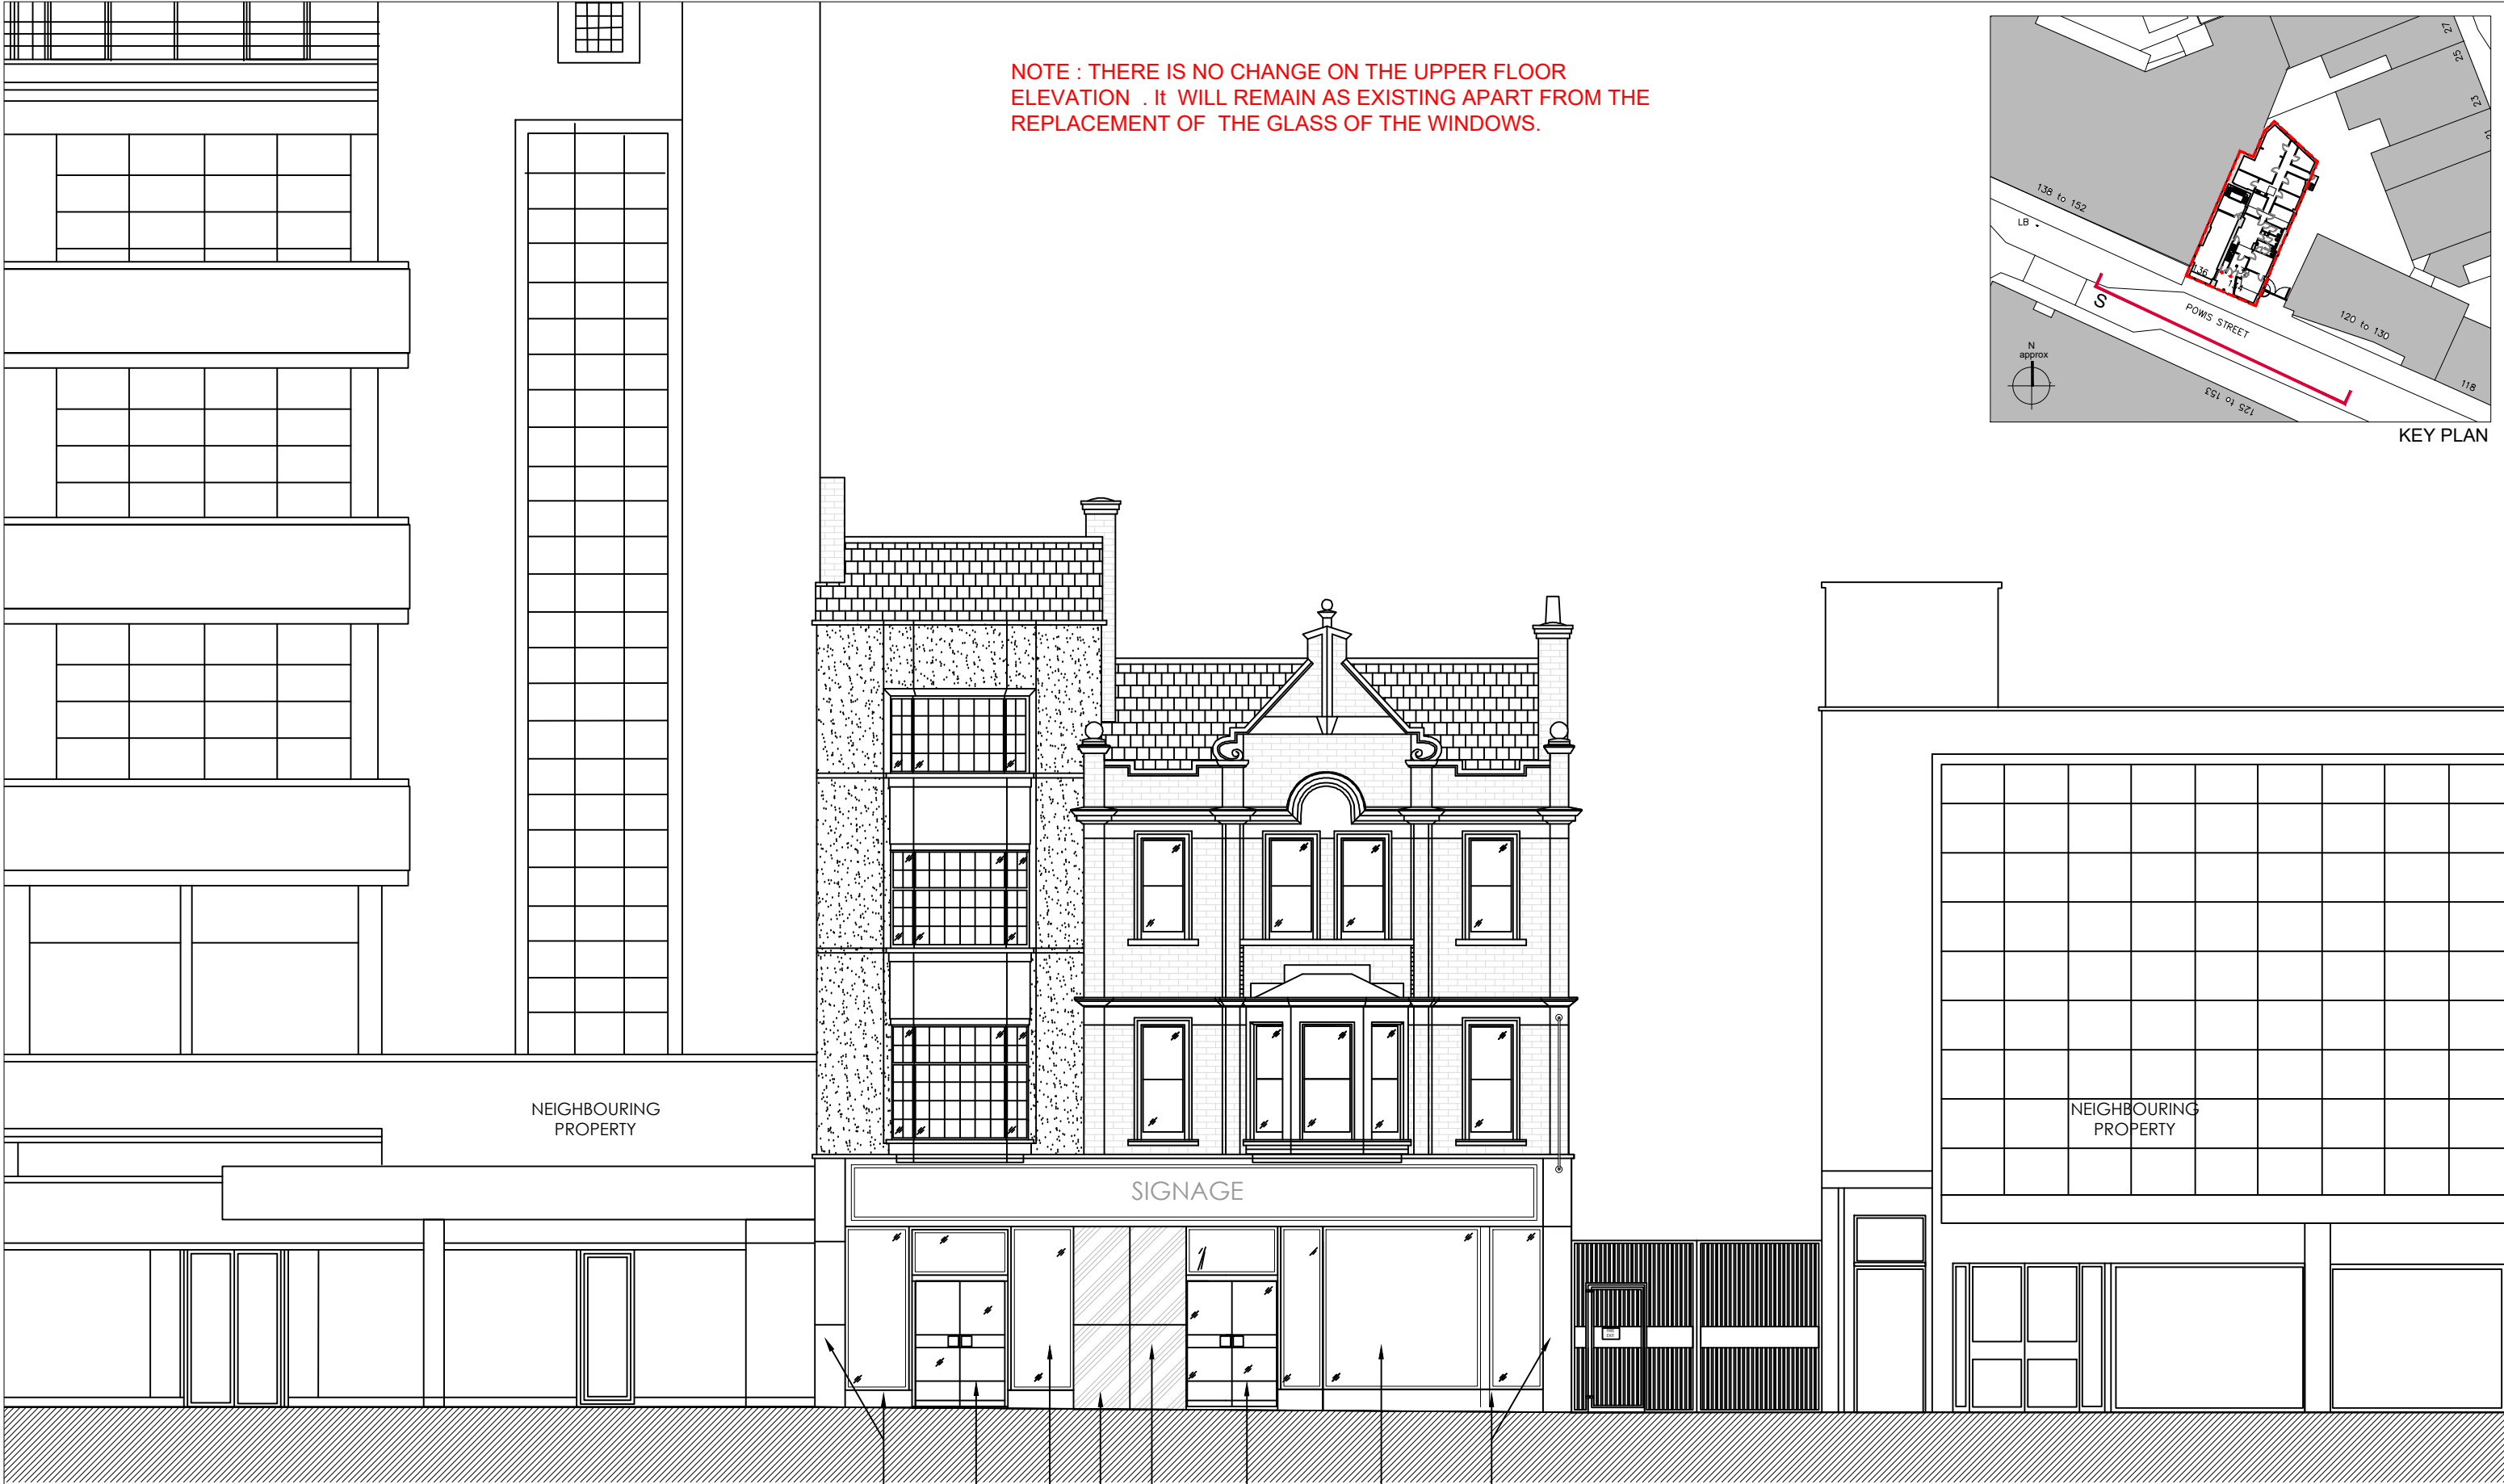 NOTE : THERE IS NO CHANGE ON THE UPPER FLOOR
ELEVATION . It WILL REMAIN AS EXISTING APART FROM THE
REPLACEMENT OF THE GLASS OF THE WINDOWS.
27
25
23
21
138 to 152
LB
136
134
S
POWIS STREET
120 to 130
118
125 to 153
N
approx
KEY PLAN
NEIGHBOURING
PROPERTY
NEIGHBOURING
PROPERTY
SIGNAGE